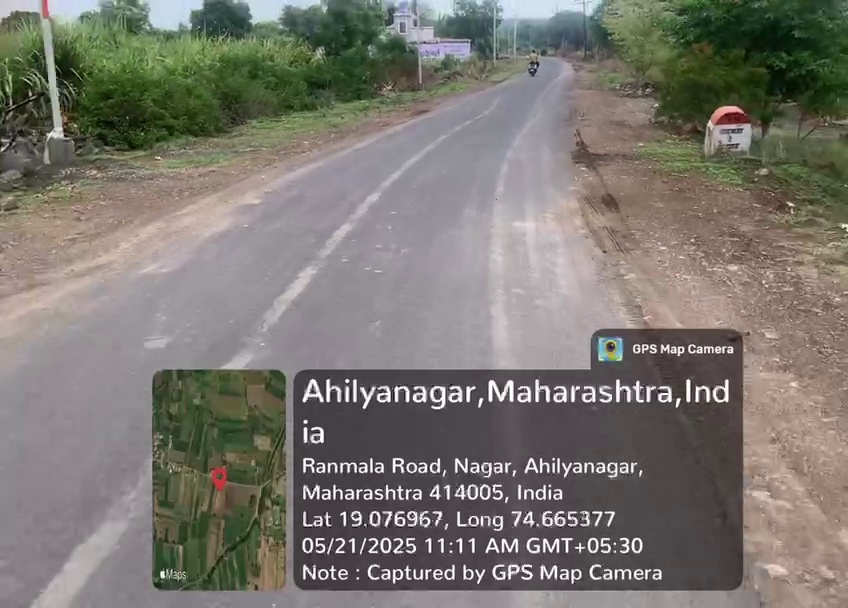 GPS Map Camera
Ahilyanagar,Maharashtra,Ind
ia
Ranmala Road, Nagar, Ahilyanagar,
Maharashtra 414005, India
Lat 19.076967, Long 74.665377
05/21/2025 11:11 AM GMT+05:30
Note : Captured by GPS Map Camera
Maps